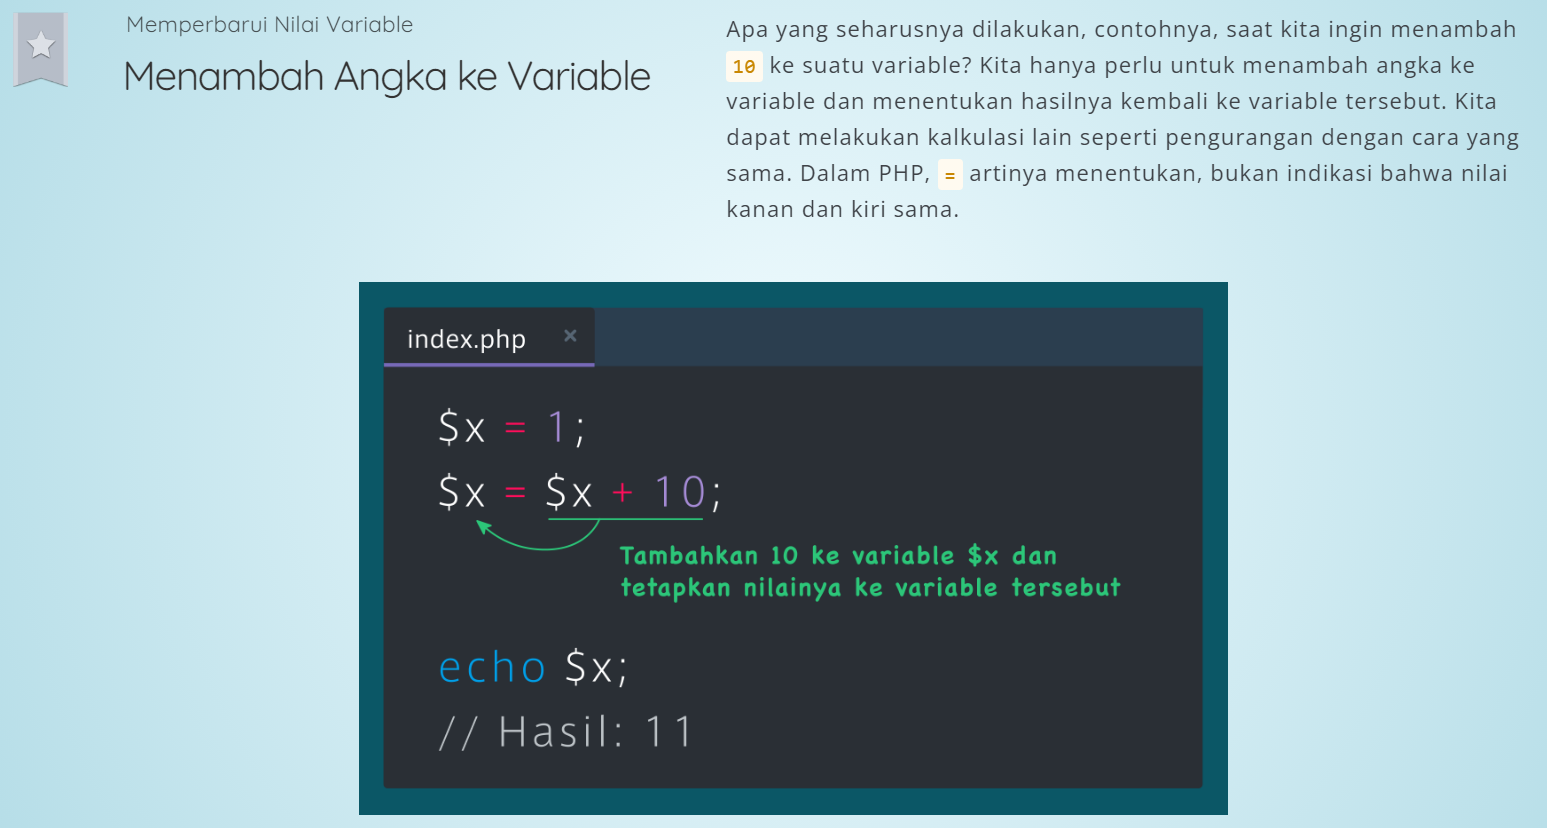 Memperbarui Nilai Variable
Menambah Angka ke Variable
Apa yang seharusnya dilakukan, contohnya, saat kita ingin menambah
10 ke suatu variable? Kita hanya perlu untuk menambah angka ke
variable dan menentukan hasilnya kembali ke variable tersebut. Kita
dapat melakukan kalkulasi lain seperti pengurangan dengan cara yang
sama. Dalam PHP, = artinya menentukan, bukan indikasi bahwa nilai
kanan dan kiri sama.
index.php ×
$x = 1;
$x = $x + 10;
Tambahkan 10 ke variable $x dan
tetapkan nilainya ke variable tersebut
echo $x;
// Hasil: 11